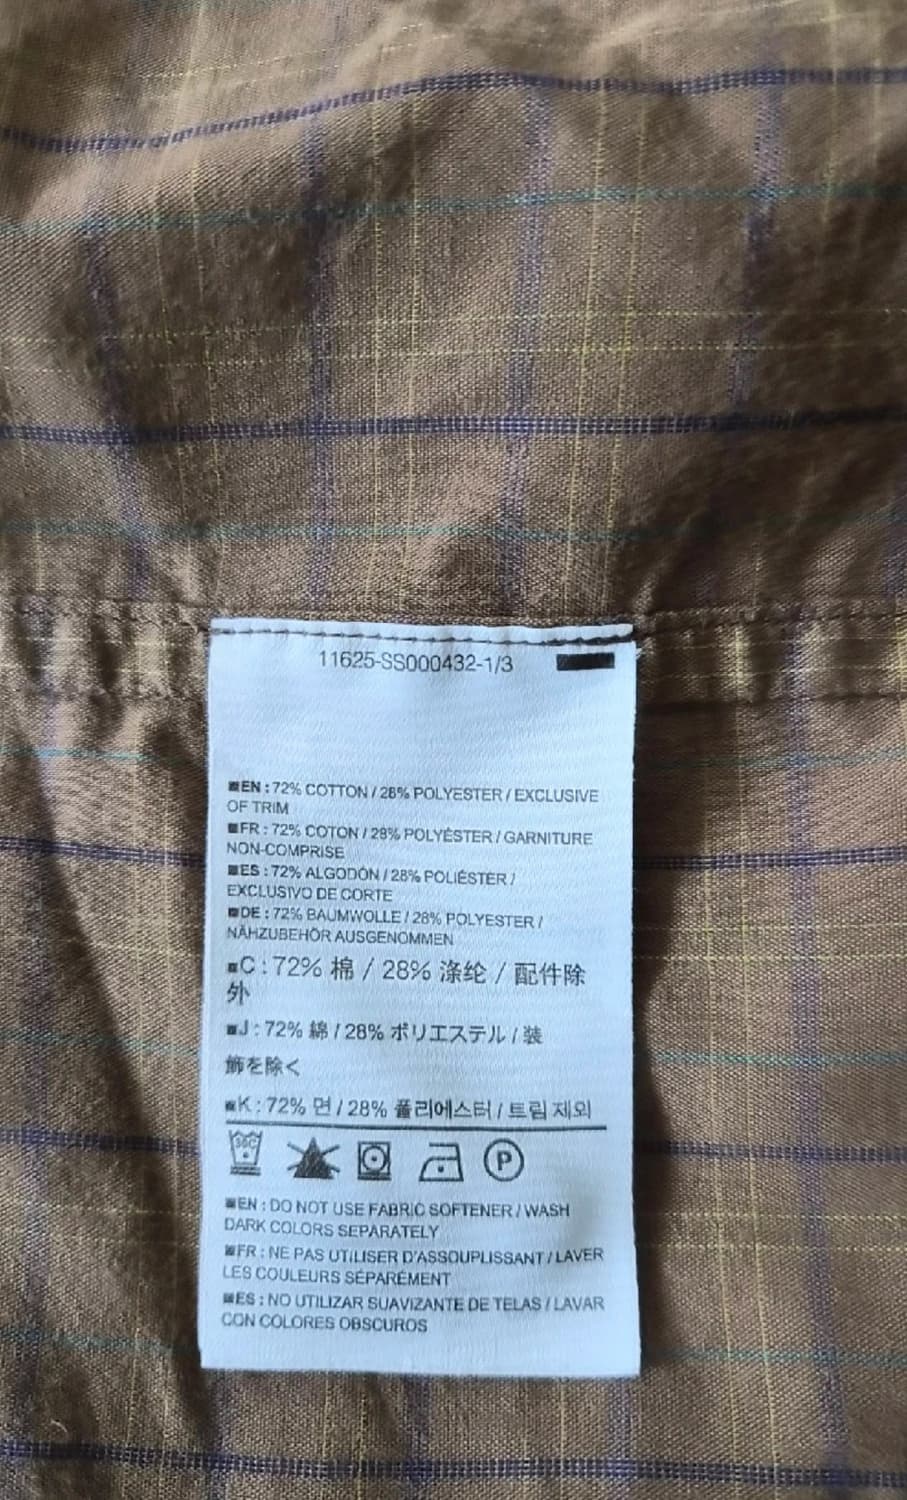 11625-SS000432-1/3
EN : 72% COTTON / 28% POLYESTER / EXCLUSIVE
OF TRIM
FR : 72% COTON / 28% POLYÉSTER / GARNITURE
NON-COMPRISE
ES : 72% ALGODÓN / 28% POLIÉSTER /
EXCLUSIVO DE CORTE
DE : 72% BAUMWOLLE / 28% POLYESTER /
NÄHZUBEHÖR AUSGENOMMEN
C : 72% 棉 / 28% 涤纶 / 配件除
外
J : 72% 綿 / 28% ポリエステル / 装
飾を除く
K : 72% 면 / 28% 폴리에스터 / 트림 제외
30C
P
EN : DO NOT USE FABRIC SOFTENER / WASH
DARK COLORS SEPARATELY
FR : NE PAS UTILISER D'ASSOUPLISSANT / LAVER
LES COULEURS SÉPARÉMENT
ES : NO UTILIZAR SUAVIZANTE DE TELAS / LAVAR
CON COLORES OBSCUROS